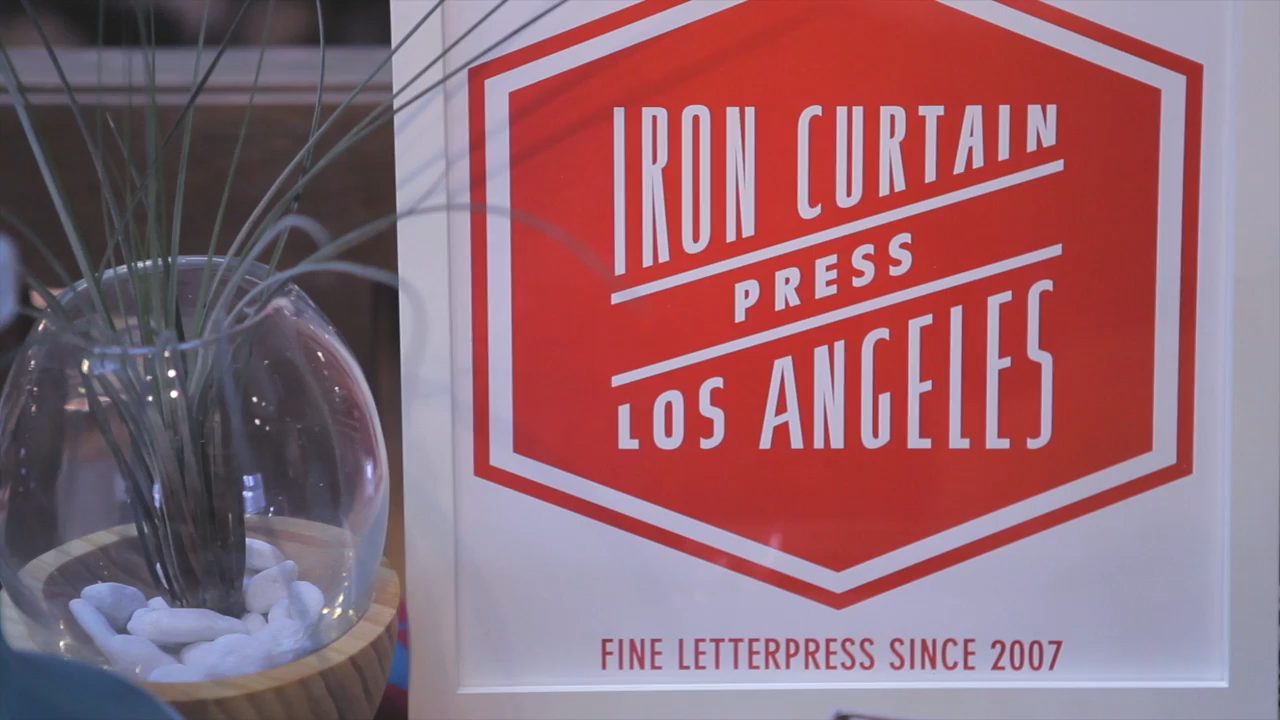 IRON CURTAIN
PRESS
LOS ANGELES
FINE LETTERPRESS SINCE 2007